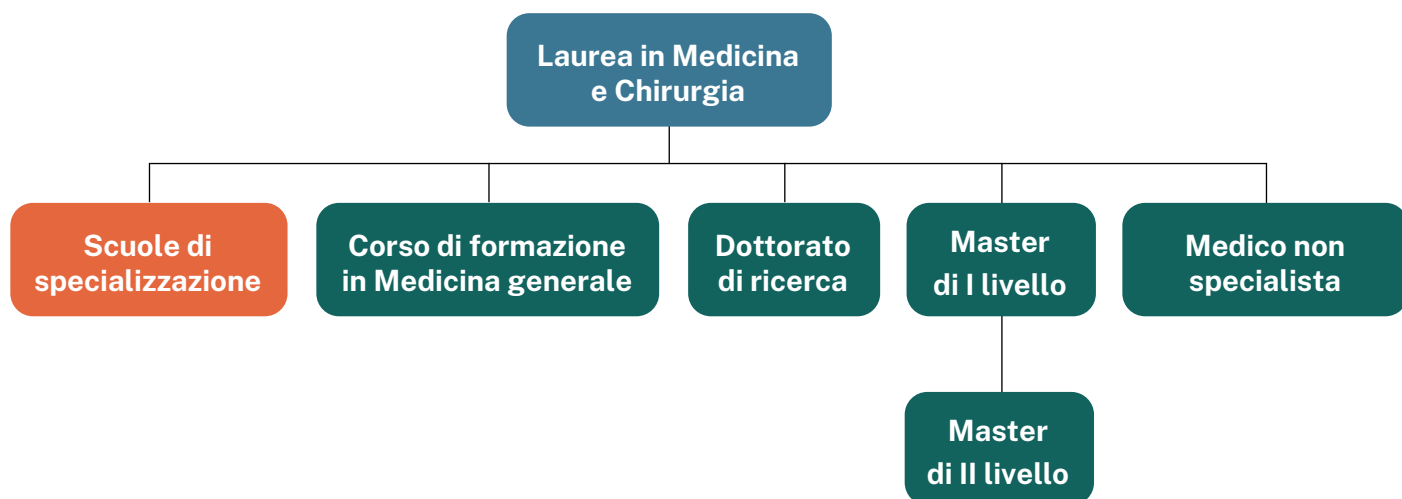 Laurea in Medicina
e Chirurgia
Scuole di
specializzazione
Corso di formazione
in Medicina generale
Dottorato
di ricerca
Master
di I livello
Medico non
specialista
Master
di II livello